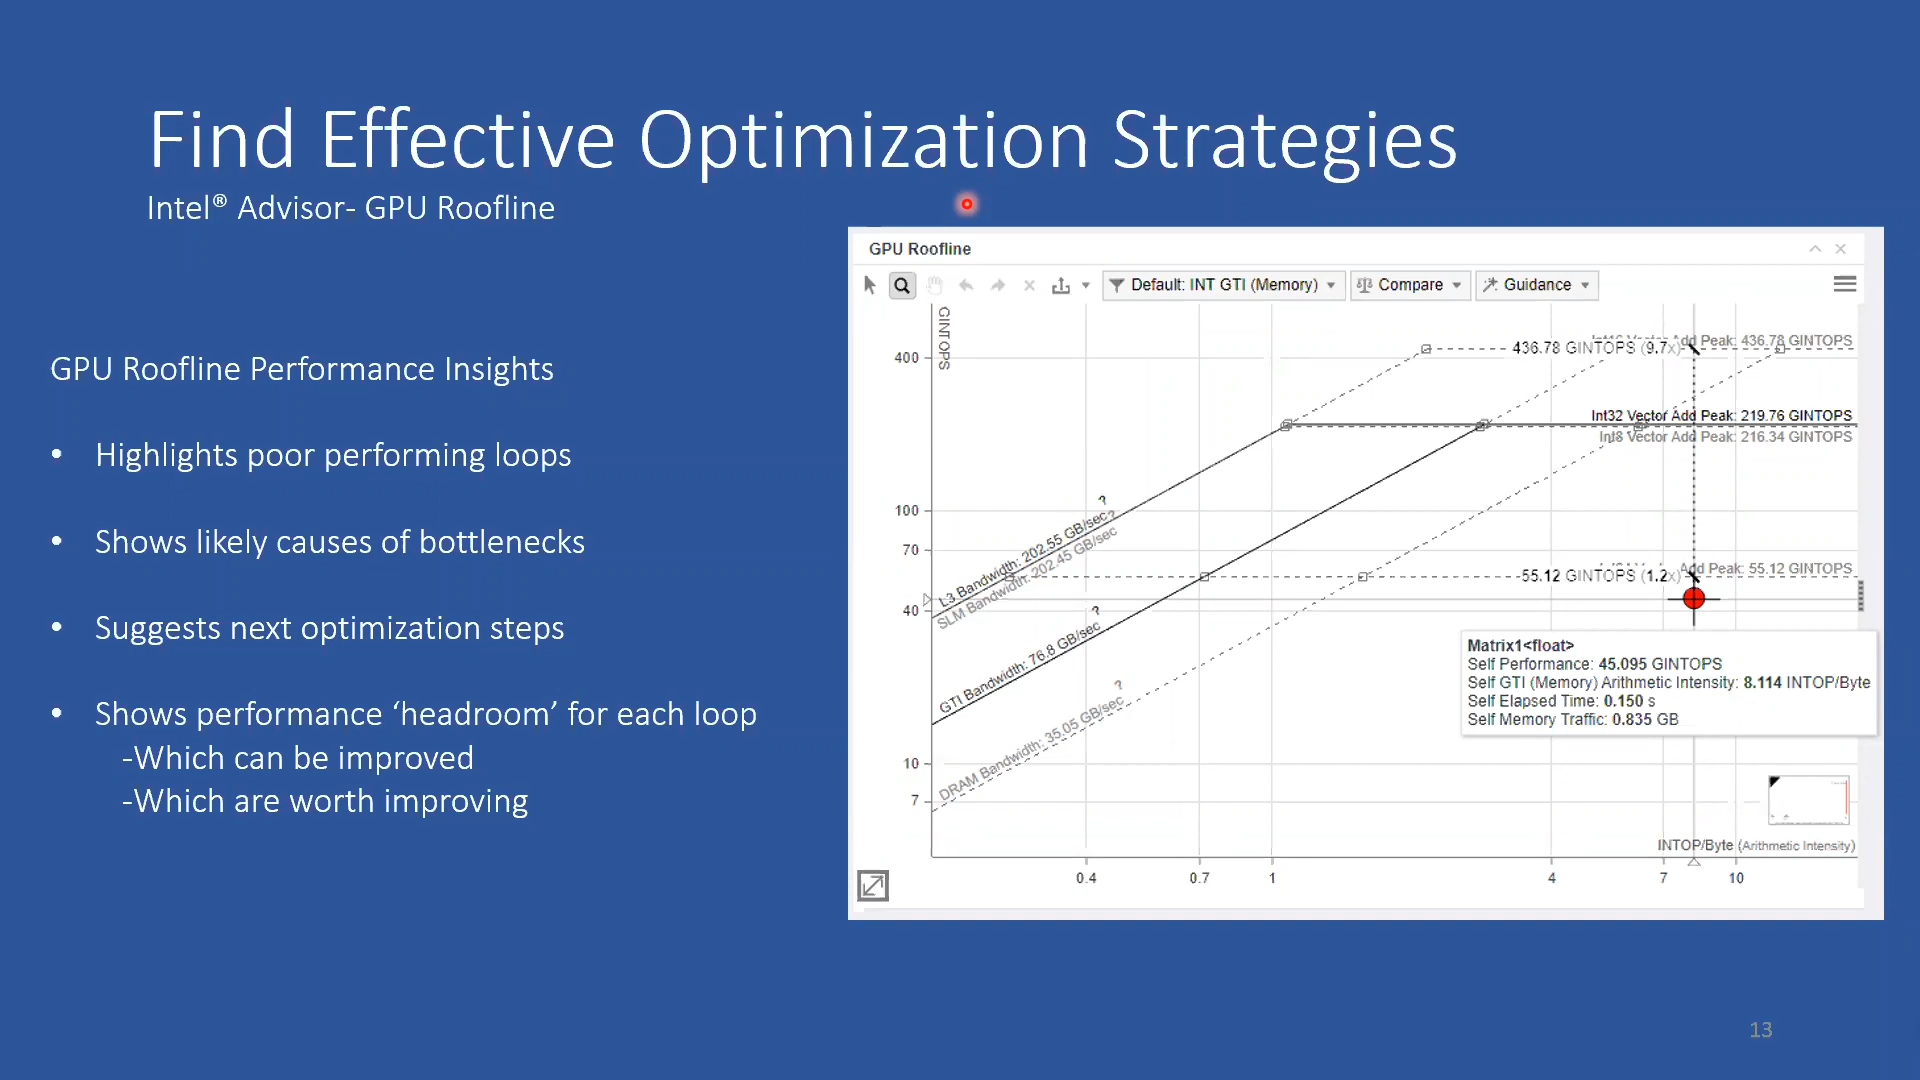 Find Effective Optimization Strategies
Intel® Advisor- GPU Roofline
GPU Roofline Performance Insights
• Highlights poor performing loops
• Shows likely causes of bottlenecks
• Suggests next optimization steps
• Shows performance ‘headroom’ for each loop
-Which can be improved
-Which are worth improving
GPU Roofline
Default: INT GTI (Memory)
Compare
Guidance
GINTOPS
400
100
70
40
10
7
436.78 GINTOPS (9.7x)
Add Peak: 436.78 GINTOPS
Int32 Vector Add Peak: 219.76 GINTOPS
Int8 Vector Add Peak: 216.34 GINTOPS
L3 Bandwidth: 202.55 GB/sec ?
SLM Bandwidth: 202.45 GB/sec ?
55.12 GINTOPS (1.2x)
Add Peak: 55.12 GINTOPS
GTI Bandwidth: 76.8 GB/sec ?
DRAM Bandwidth: 35.05 GB/sec ?
Matrix1<float>
Self Performance: 45.095 GINTOPS
Self GTI (Memory) Arithmetic Intensity: 8.114 INTOP/Byte
Self Elapsed Time: 0.150 s
Self Memory Traffic: 0.835 GB
INTOP/Byte (Arithmetic Intensity)
0.4 0.7 1 4 7 10
13